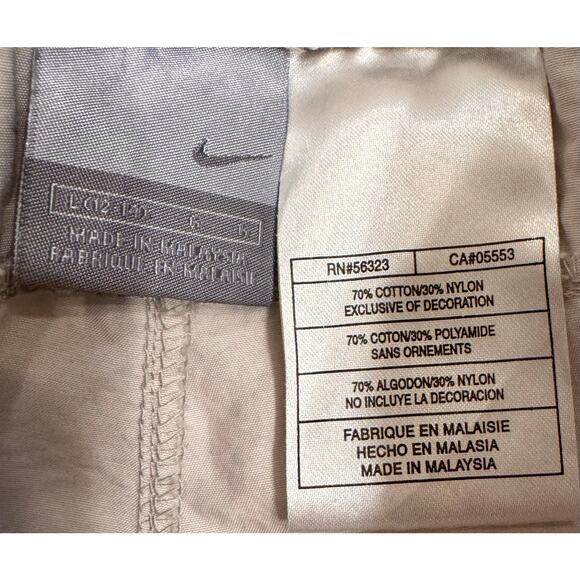 L (12-14) G G
MADE IN MALAYSIA
FABRIQUE EN MALAISIE
RN#56323 CA#05553
70% COTTON/30% NYLON
EXCLUSIVE OF DECORATION
70% COTON/30% POLYAMIDE
SANS ORNEMENTS
70% ALGODON/30% NYLON
NO INCLUYE LA DECORACION
FABRIQUE EN MALAISIE
HECHO EN MALASIA
MADE IN MALAYSIA